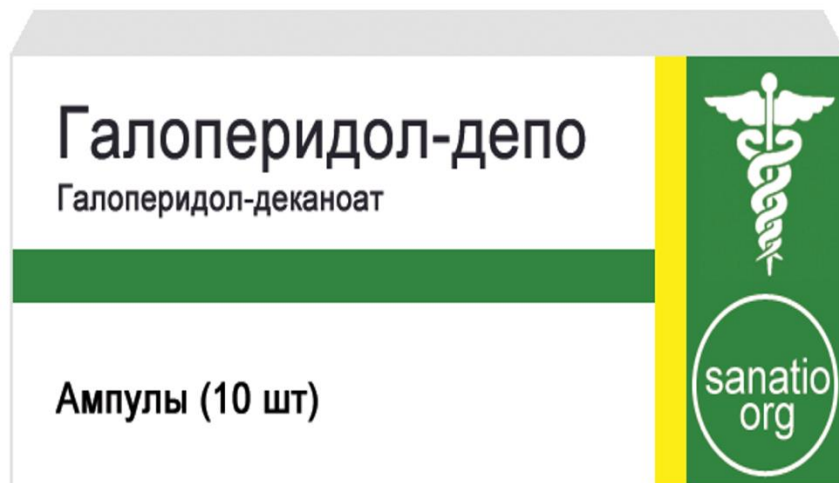 Галоперидол-депо
Галоперидол-деканоат
Ампулы (10 шт)
sanatio
org